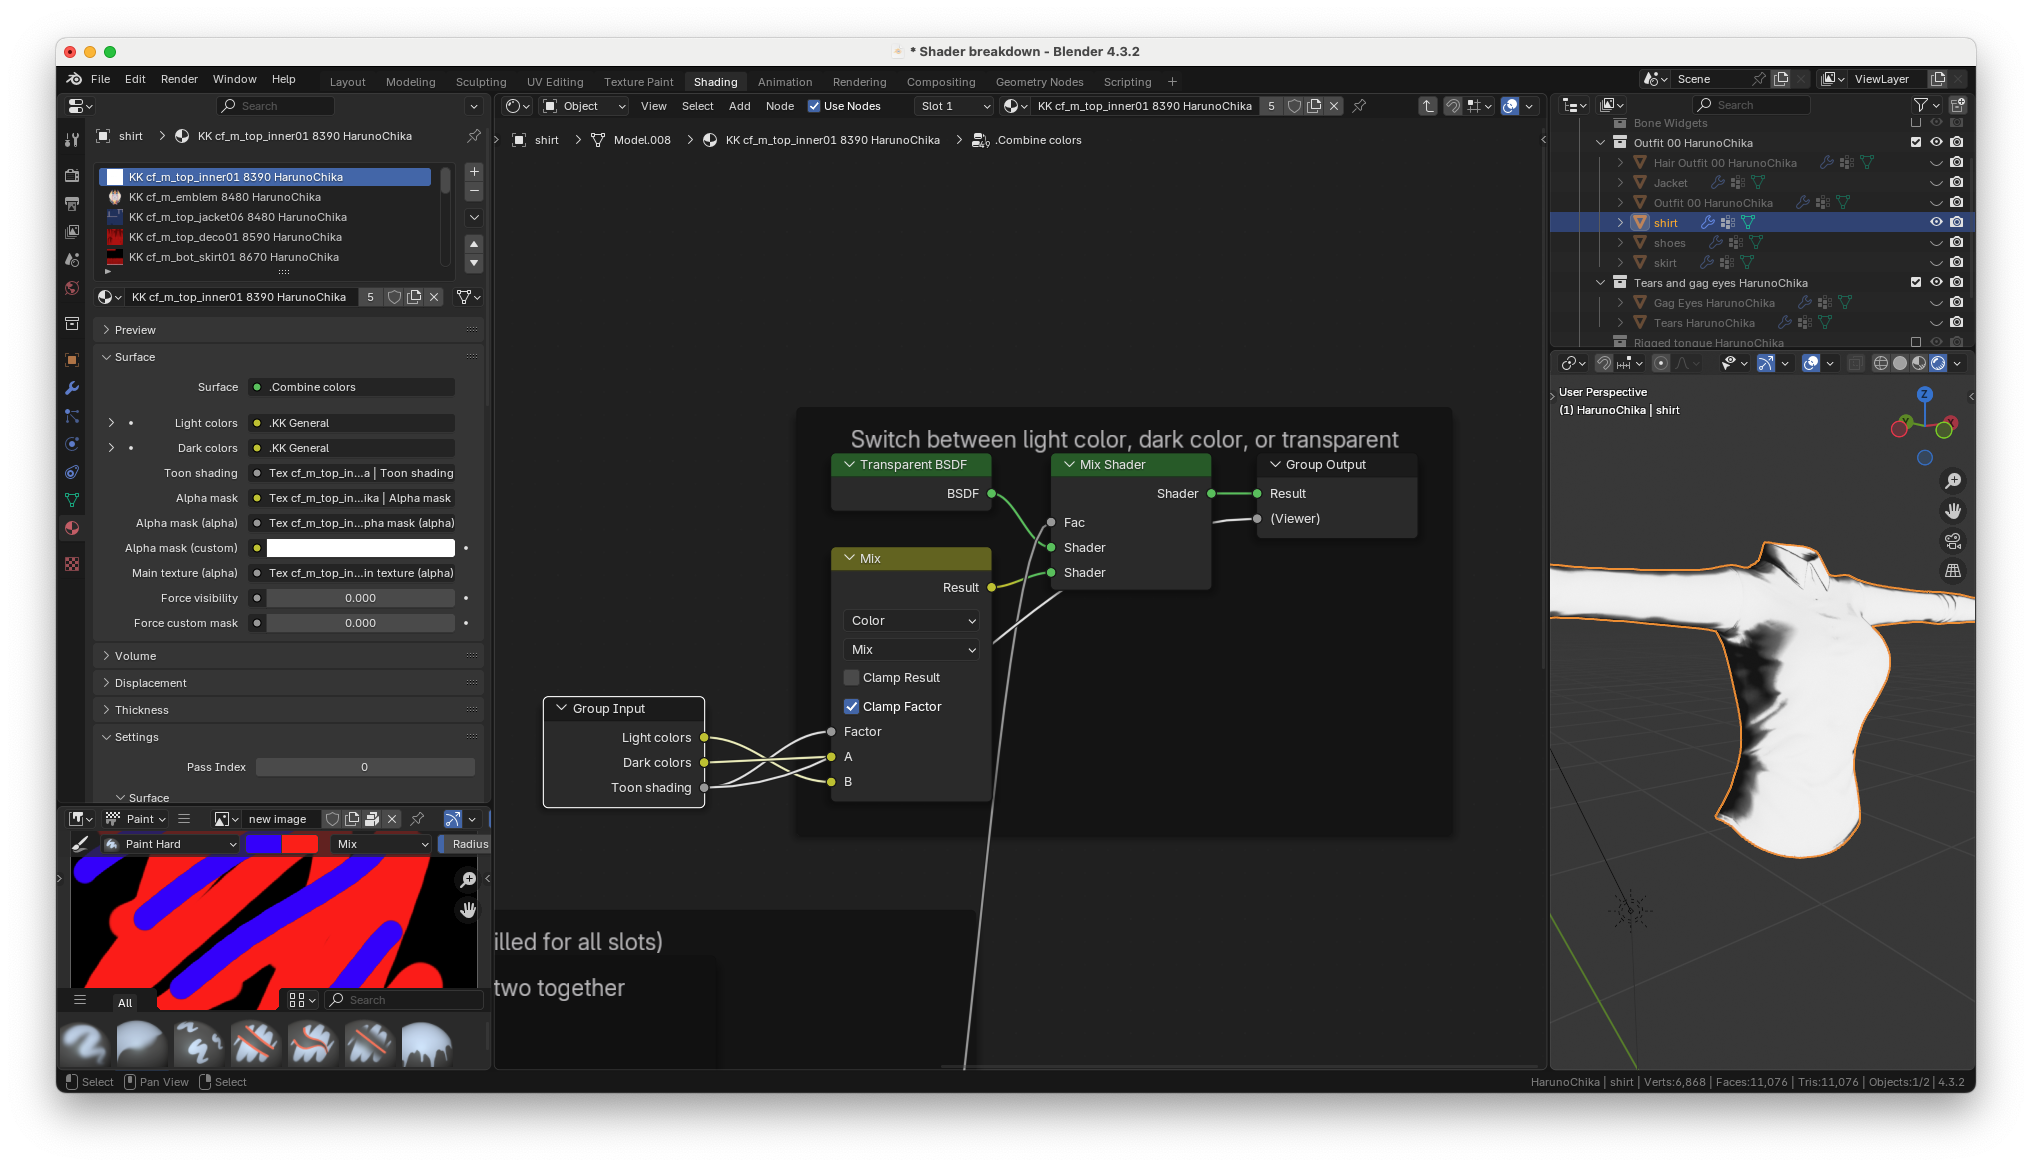 * Shader breakdown - Blender 4.3.2
File Edit Render Window Help
Layout Modeling Sculpting UV Editing Texture Paint Shading Animation Rendering Compositing Geometry Nodes Scripting +
Scene
ViewLayer
Search
Object View Select Add Node Use Nodes Slot 1 KK cf_m_top_inner01 8390 HarunoChika 5
Search
shirt > KK cf_m_top_inner01 8390 HarunoChika
KK cf_m_top_inner01 8390 HarunoChika
KK cf_m_emblem 8480 HarunoChika
KK cf_m_top_jacket06 8480 HarunoChika
KK cf_m_top_deco01 8590 HarunoChika
KK cf_m_bot_skirt01 8670 HarunoChika
KK cf_m_top_inner01 8390 HarunoChika 5
Preview
Surface
Surface .Combine colors
Light colors .KK General
Dark colors .KK General
Toon shading Tex cf_m_top_in...a | Toon shading
Alpha mask Tex cf_m_top_in...ika | Alpha mask
Alpha mask (alpha) Tex cf_m_top_in...pha mask (alpha)
Alpha mask (custom)
Main texture (alpha) Tex cf_m_top_in...in texture (alpha)
Force visibility 0.000
Force custom mask 0.000
Volume
Displacement
Thickness
Settings
Pass Index 0
Surface
Paint new image
Paint Hard Mix Radius
All Search
shirt > Model.008 > KK cf_m_top_inner01 8390 HarunoChika > .Combine colors
Switch between light color, dark color, or transparent
Transparent BSDF
BSDF
Mix Shader
Shader
Fac
Shader
Shader
Group Output
Result
(Viewer)
Mix
Result
Color
Mix
Clamp Result
Clamp Factor
Factor
A
B
Group Input
Light colors
Dark colors
Toon shading
illed for all slots)
two together
Bone Widgets
Outfit 00 HarunoChika
Hair Outfit 00 HarunoChika
Jacket
Outfit 00 HarunoChika
shirt
shoes
skirt
Tears and gag eyes HarunoChika
Gag Eyes HarunoChika
Tears HarunoChika
Rigged tongue HarunoChika
User Perspective
(1) HarunoChika | shirt
Z
Y
X
Select Pan View Select
HarunoChika | shirt | Verts:6,868 | Faces:11,076 | Tris:11,076 | Objects:1/2 | 4.3.2